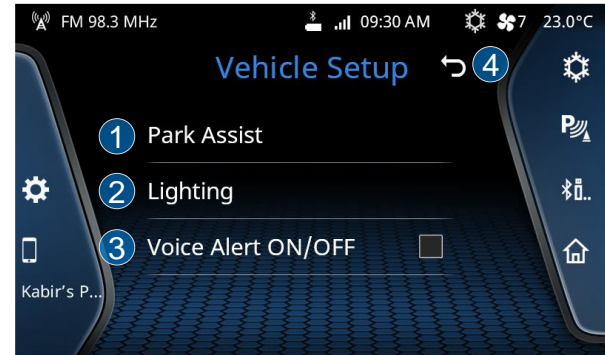 FM 98.3 MHz 09:30 AM 7 23.0°C
Vehicle Setup 4
1 Park Assist
2 Lighting
3 Voice Alert ON/OFF
Kabir's P...